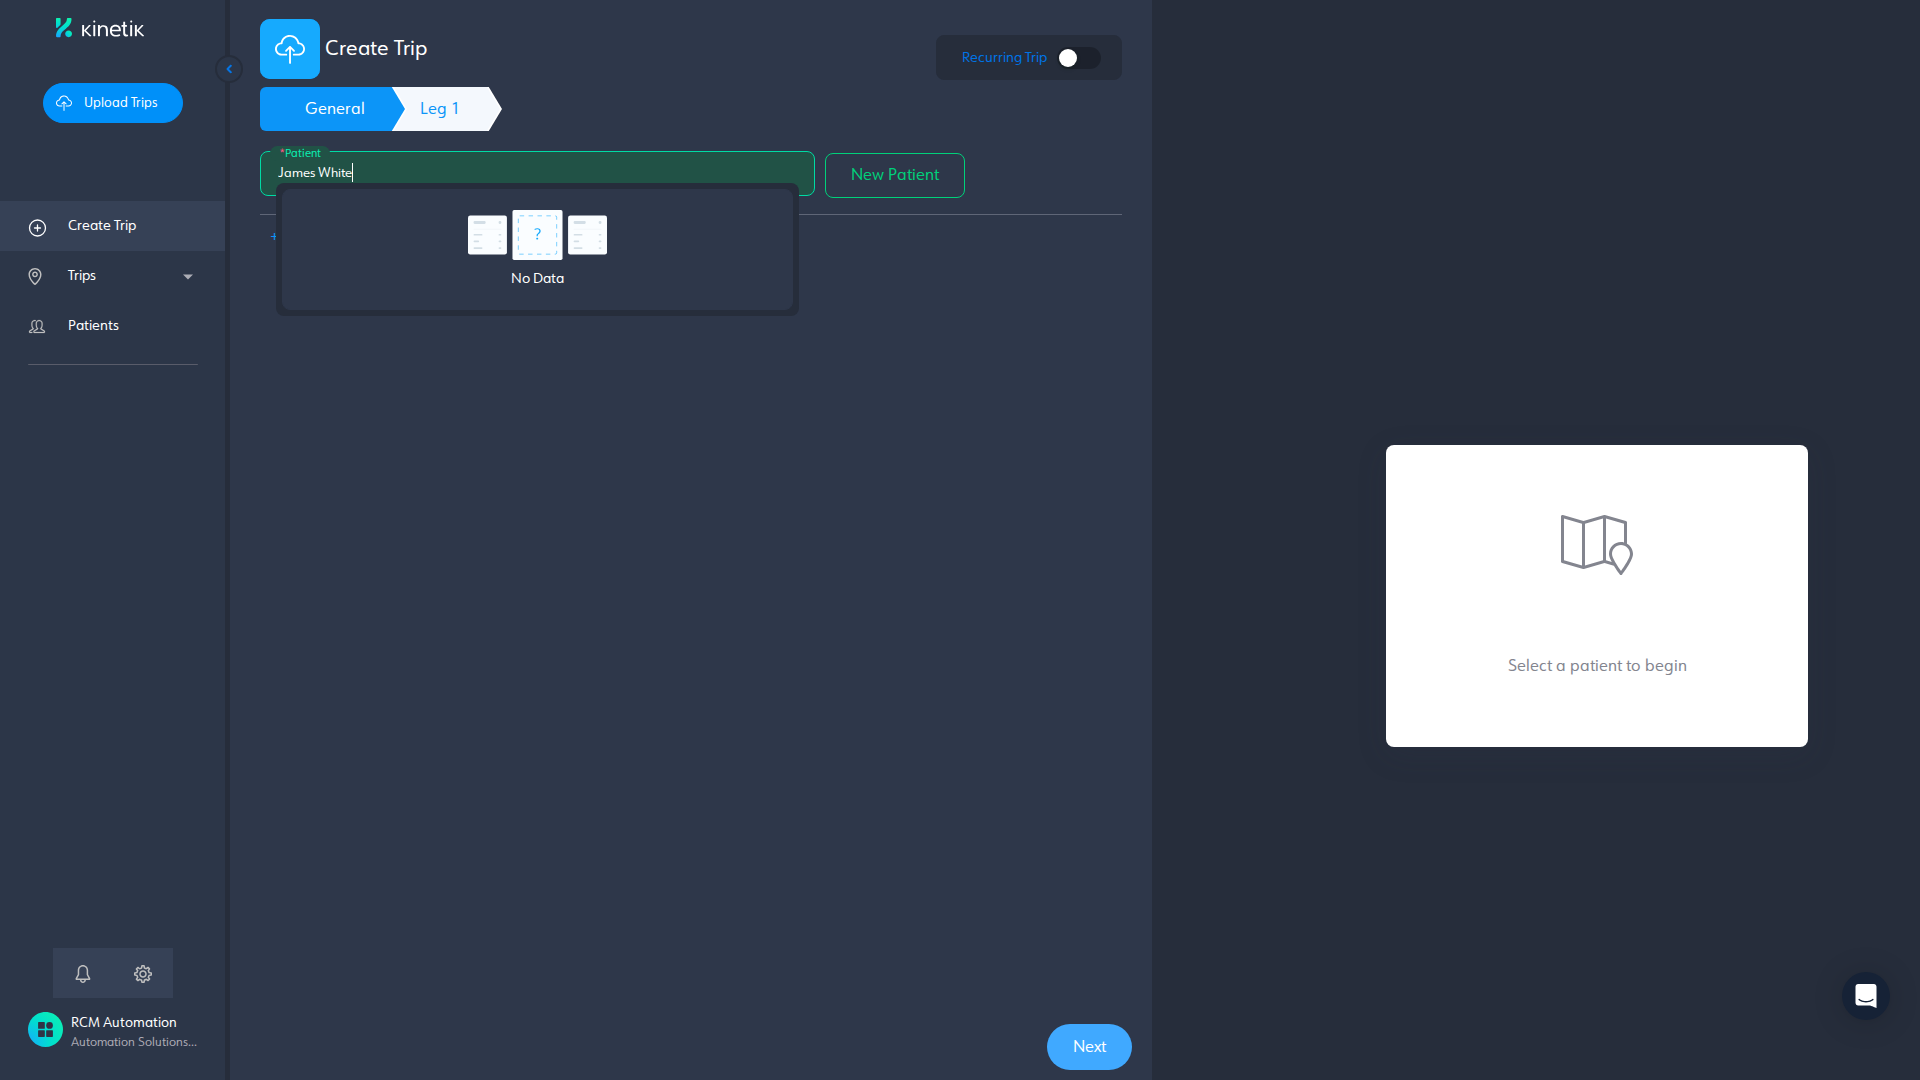 kinetik
Upload Trips
Create Trip
Trips
Patients
RCM Automation
Automation Solutions...
Create Trip
Recurring Trip
General
Leg 1
*Patient
James White
New Patient
+
?
No Data
Select a patient to begin
Next